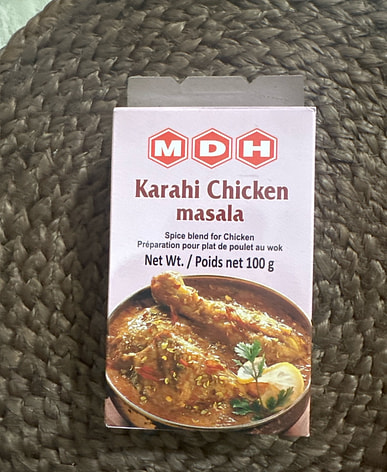 MDH
Karahi Chicken
masala
Spice blend for Chicken
Préparation pour plat de poulet au wok
Net Wt. / Poids net 100 g